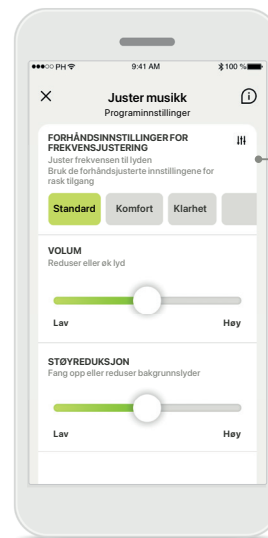 PH 9:41 AM 100 %
Juster musikk
Programinnstillinger
FORHÅNDSINNSTILLINGER FOR
FREKVENSJUSTERING
Juster frekvensen til lyden
Bruk de forhåndsjusterte innstillingene for
rask tilgang
Standard Komfort Klarhet
VOLUM
Reduser eller øk lyd
Lav Høy
STØYREDUKSJON
Fang opp eller reduser bakgrunnslyder
Lav Høy